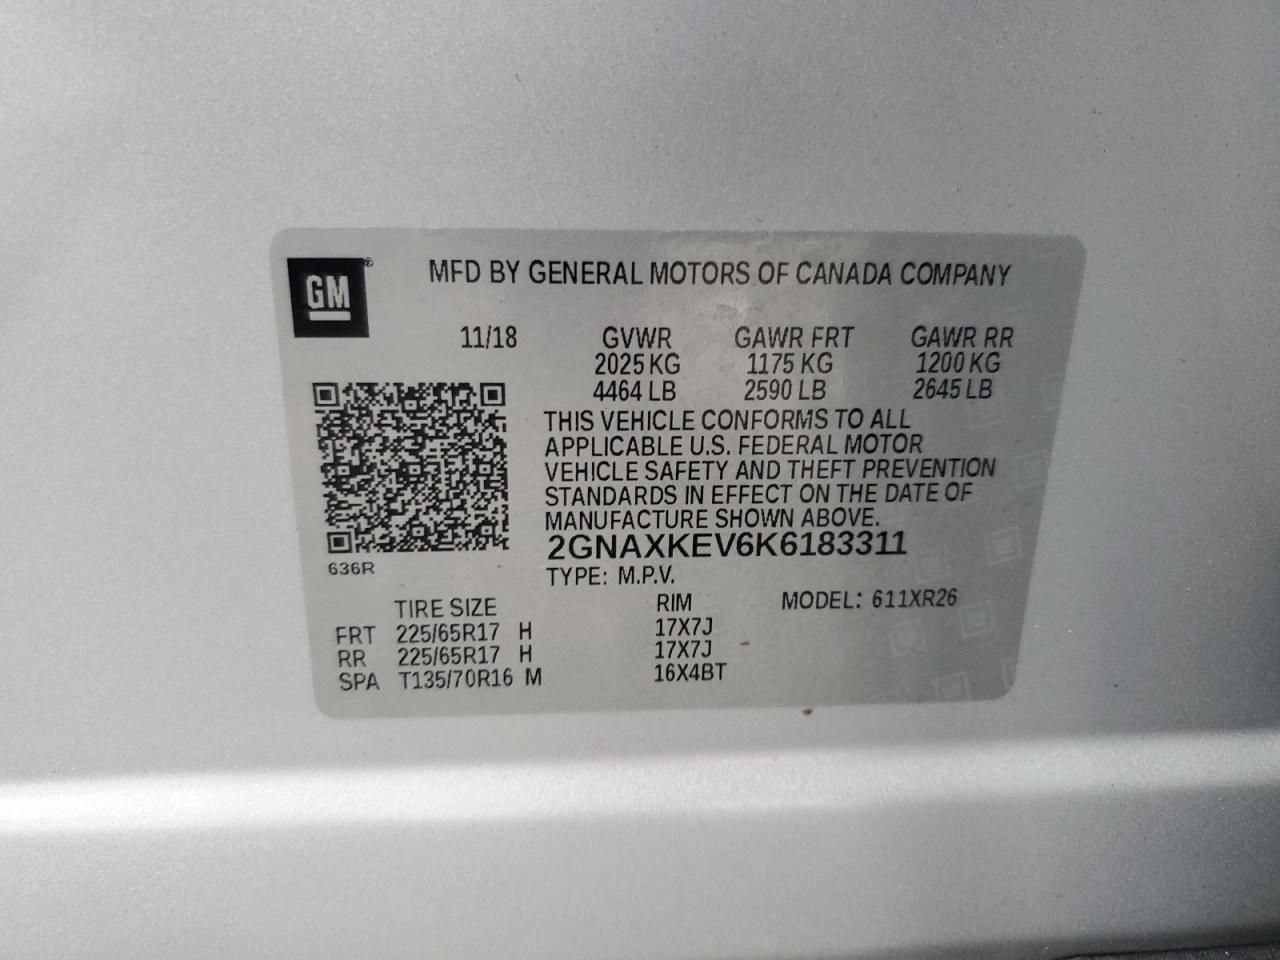 GM®
MFD BY GENERAL MOTORS OF CANADA COMPANY
11/18 GVWR GAWR FRT GAWR RR
2025 KG 1175 KG 1200 KG
4464 LB 2590 LB 2645 LB
THIS VEHICLE CONFORMS TO ALL
APPLICABLE U.S. FEDERAL MOTOR
VEHICLE SAFETY AND THEFT PREVENTION
STANDARDS IN EFFECT ON THE DATE OF
MANUFACTURE SHOWN ABOVE.
2GNAXKEV6K6183311
636R
TYPE: M.P.V.
TIRE SIZE RIM MODEL: 611XR26
FRT 225/65R17 H 17X7J
RR 225/65R17 H 17X7J
SPA T135/70R16 M 16X4BT